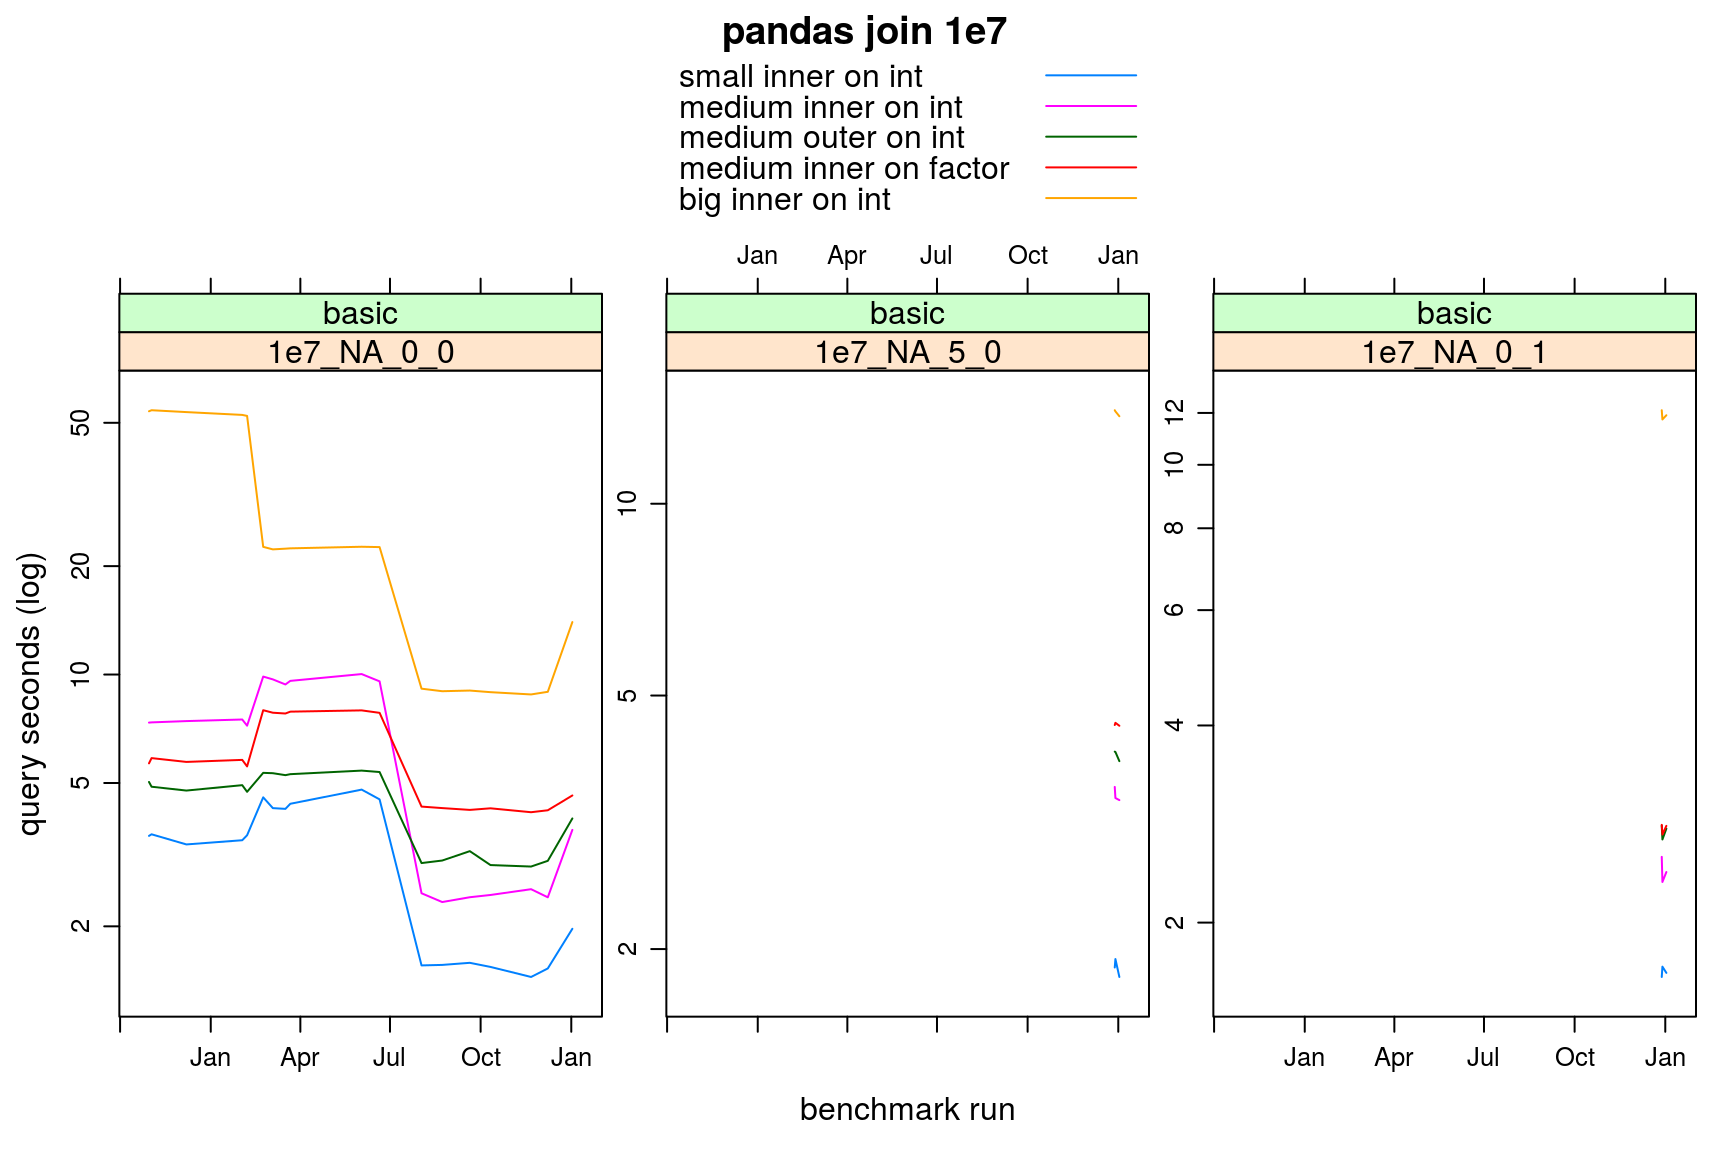 pandas join 1e7
small inner on int
medium inner on int
medium outer on int
medium inner on factor
big inner on int
Jan Apr Jul Oct Jan
basic basic basic
1e7_NA_0_0 1e7_NA_5_0 1e7_NA_0_1
query seconds (log)
50
20
10
5
2
10
5
2
12
10
8
6
4
2
Jan Apr Jul Oct Jan Jan Apr Jul Oct Jan
benchmark run